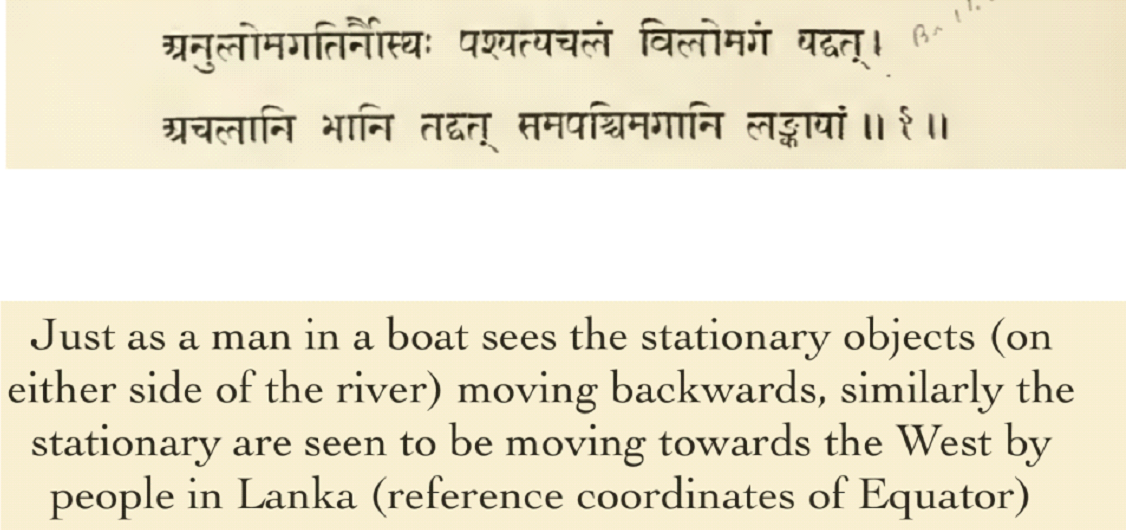 अनुलोमगतिर्नौस्थः पश्यत्यचलं विलोमगं यद्वत्।
अचलानि भानि तद्वत् समपश्चिमगानि लङ्कायां ॥ ९ ॥
Just as a man in a boat sees the stationary objects (on
either side of the river) moving backwards, similarly the
stationary are seen to be moving towards the West by
people in Lanka (reference coordinates of Equator)